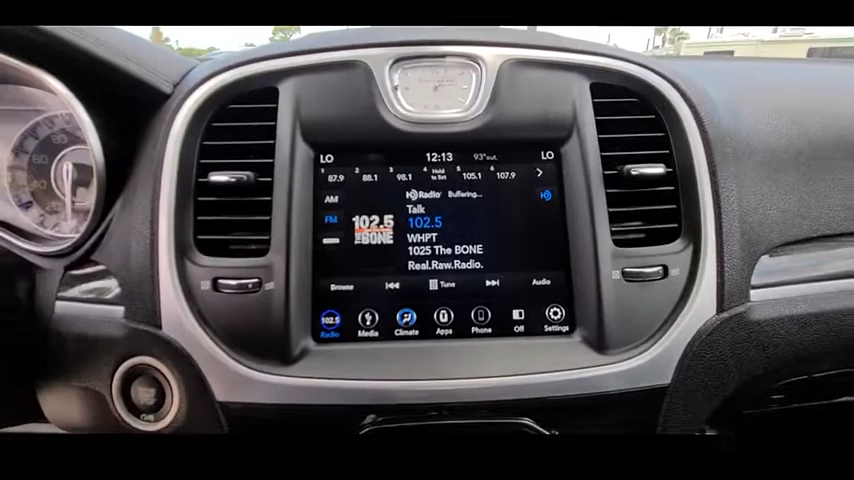 LO 12:13 93°out. LO
1 87.9 2 88.1 3 98.1 4 Hold to Set 5 105.1 6 107.9
AM HD Radio Buffering...
Talk
FM 102.5
102.5
THE BONE
WHPT
1025 The BONE
Real.Raw.Radio.
Browse Tune Audio
102.5
Radio Media Climate Apps Phone Off Settings